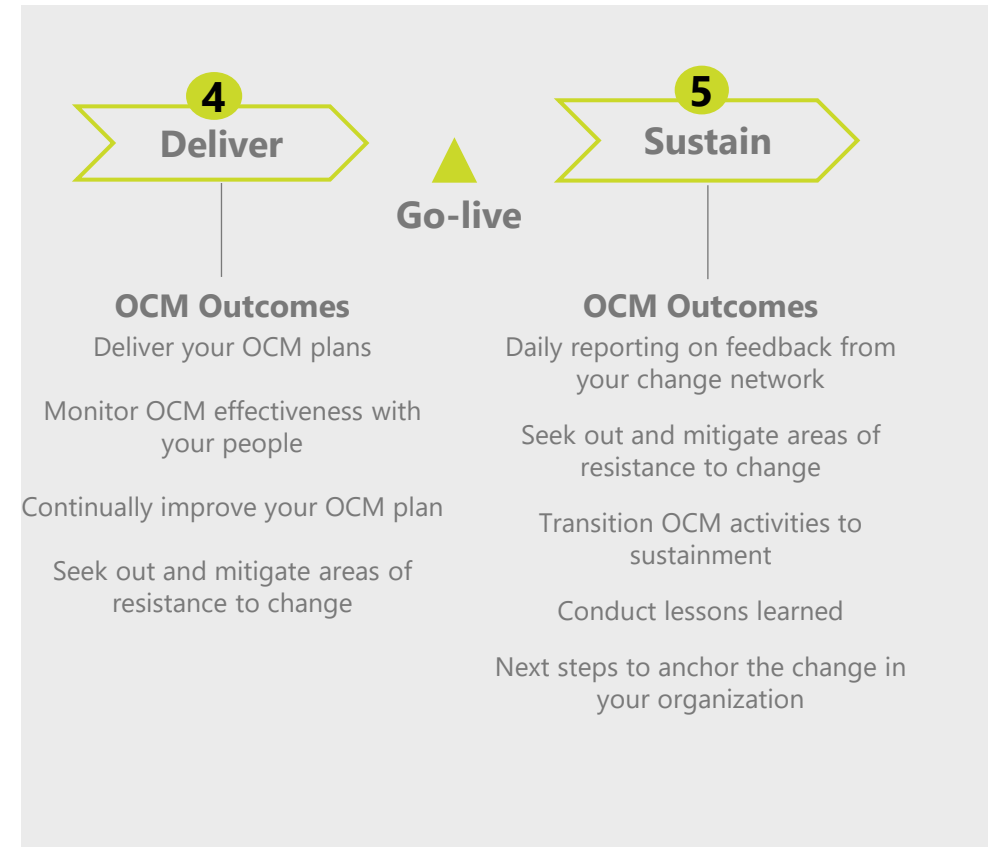 4
Deliver
Go-live
5
Sustain
OCM Outcomes
Deliver your OCM plans
Monitor OCM effectiveness with
your people
Continually improve your OCM plan
Seek out and mitigate areas of
resistance to change
OCM Outcomes
Daily reporting on feedback from
your change network
Seek out and mitigate areas of
resistance to change
Transition OCM activities to
sustainment
Conduct lessons learned
Next steps to anchor the change in
your organization